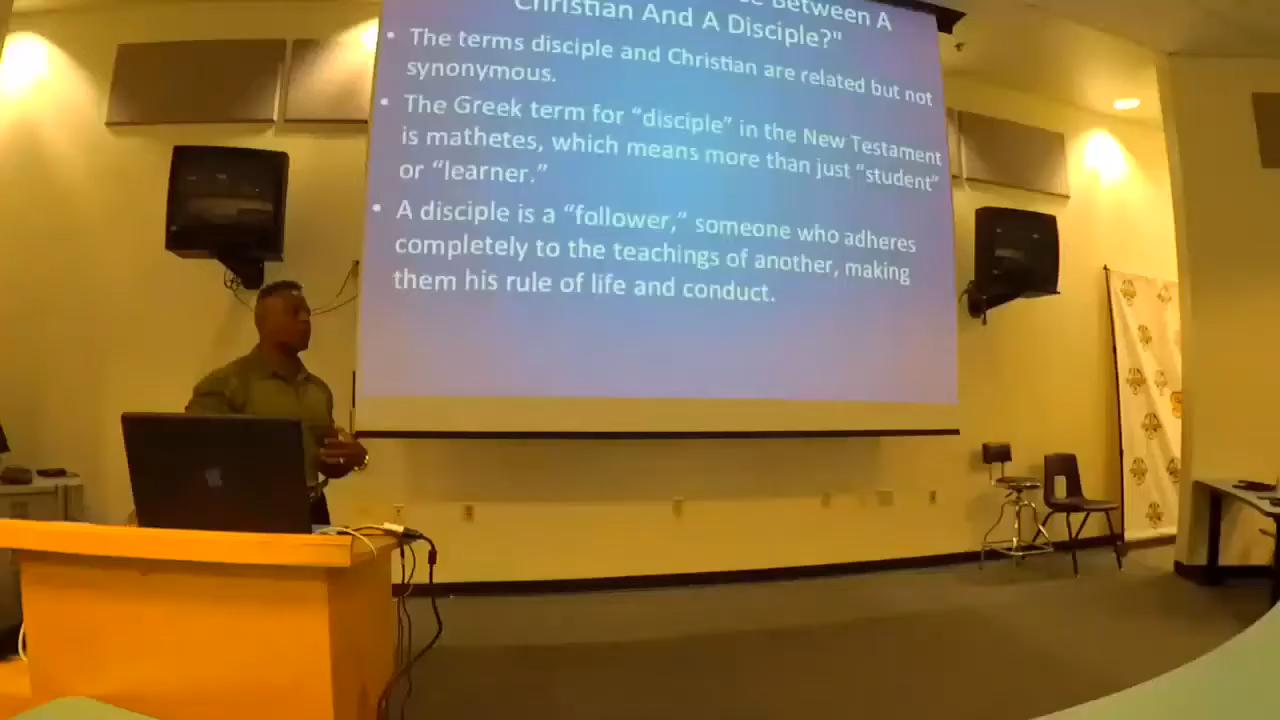 Between A
Christian And A Disciple?"
• The terms disciple and Christian are related but not
synonymous.
• The Greek term for “disciple” in the New Testament
is mathetes, which means more than just “student”
or “learner.”
• A disciple is a “follower,” someone who adheres
completely to the teachings of another, making
them his rule of life and conduct.